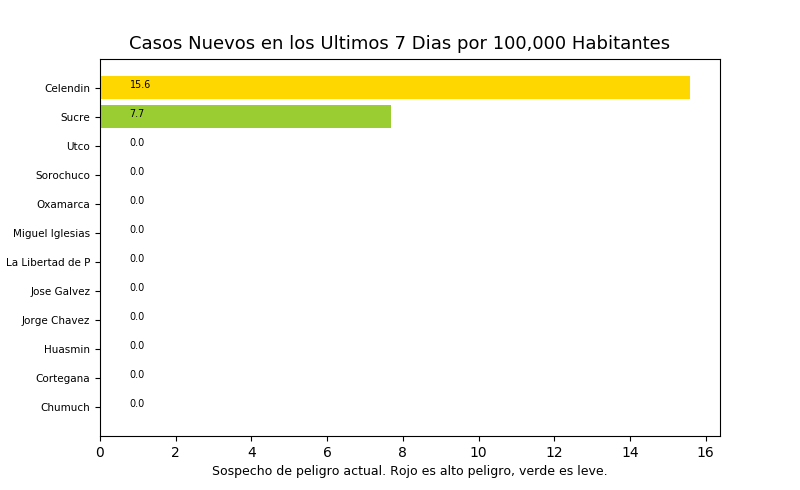 Casos Nuevos en los Ultimos 7 Dias por 100,000 Habitantes
Celendin 15.6
Sucre 7.7
Utco 0.0
Sorochuco 0.0
Oxamarca 0.0
Miguel Iglesias 0.0
La Libertad de P 0.0
Jose Galvez 0.0
Jorge Chavez 0.0
Huasmin 0.0
Cortegana 0.0
Chumuch 0.0
0 2 4 6 8 10 12 14 16
Sospecho de peligro actual. Rojo es alto peligro, verde es leve.